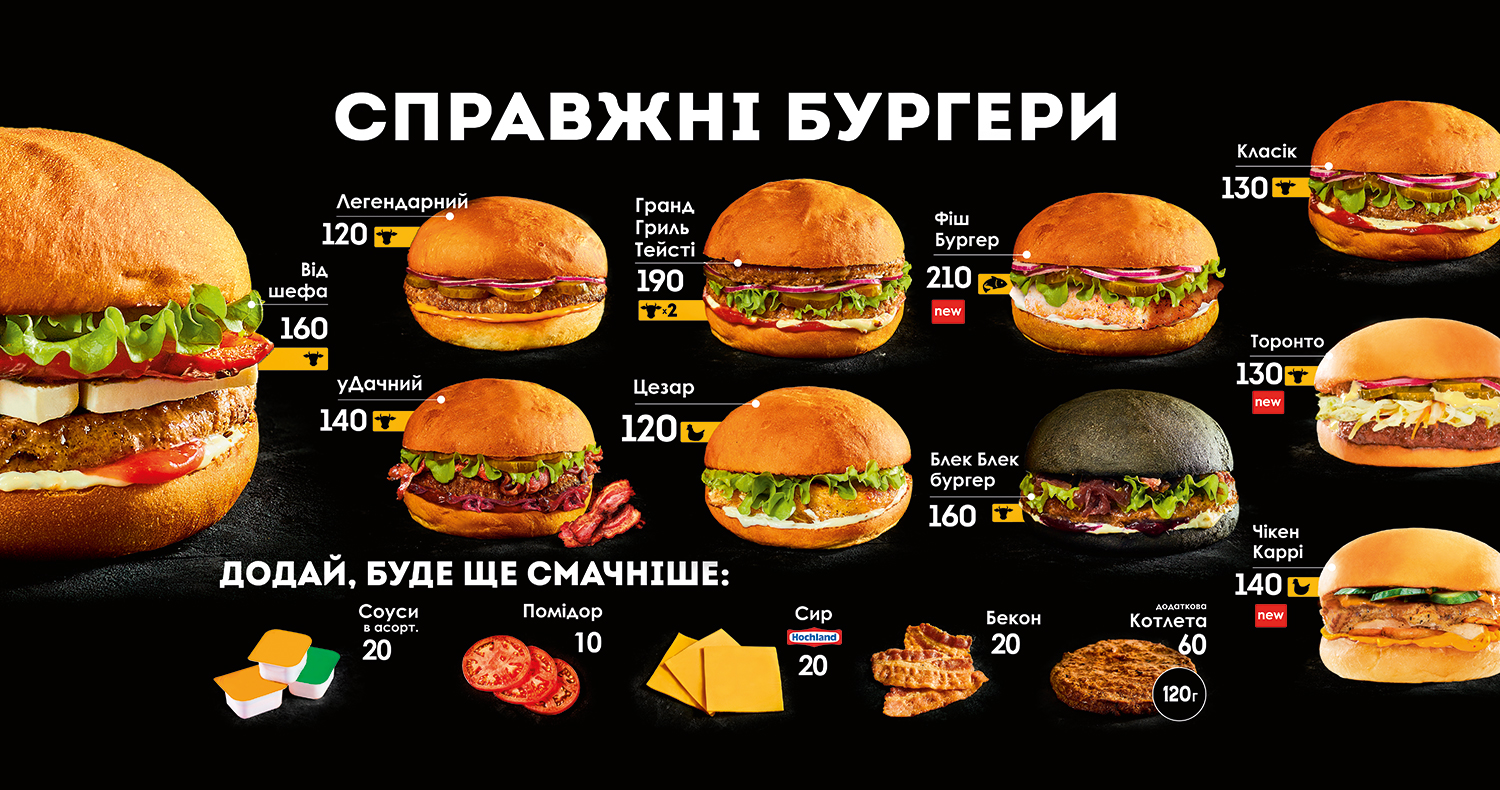 СПРАВЖНІ БУРГЕРИ
Від
шефа
160
Легендарний
120
уДачний
140
Гранд
Гриль
Тейсті
190
x2
Цезар
120
Фіш
Бургер
210
new
Блек Блек
бургер
160
Класік
130
Торонто
130
new
Чікен
Каррі
140
new
ДОДАЙ, БУДЕ ЩЕ СМАЧНІШЕ:
Соуси
в асорт.
20
Помідор
10
Сир
Hochland
20
Бекон
20
додаткова
Котлета
60
120г